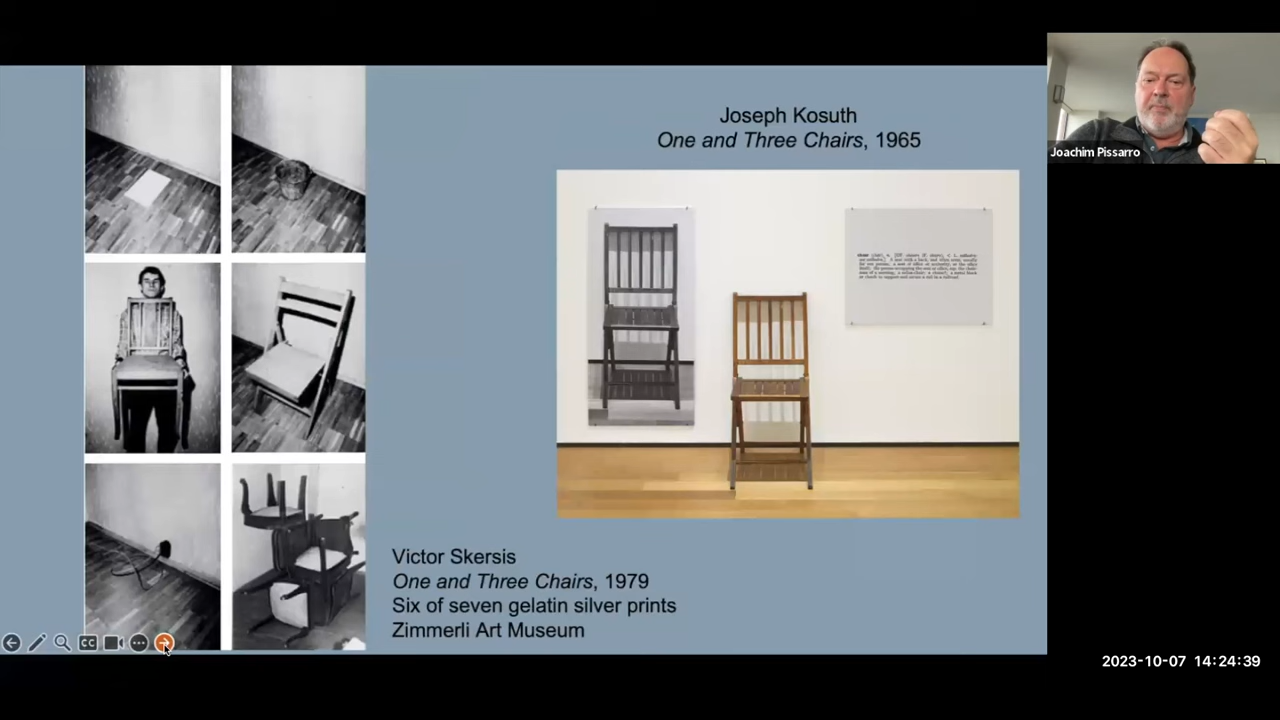 Joseph Kosuth
One and Three Chairs, 1965
Joachim Pissarro
Victor Skersis
One and Three Chairs, 1979
Six of seven gelatin silver prints
Zimmerli Art Museum
CC
2023-10-07 14:24:39